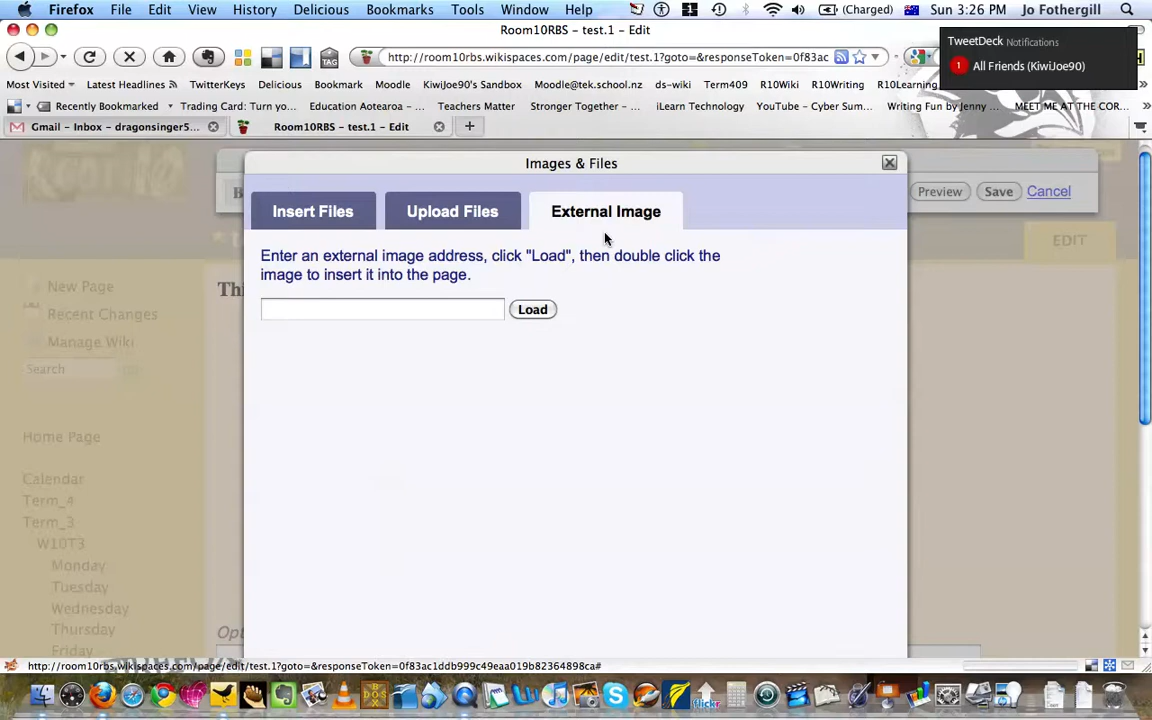 Firefox File Edit View History Delicious Bookmarks Tools Window Help (Charged) Sun 3:26 PM Jo Fothergill
Room10RBS - test.1 - Edit
TweetDeck Notifications
1 All Friends (KiwiJoe90)
TAG http://room10rbs.wikispaces.com/page/edit/test.1?goto=&responseToken=0f83ac
Most Visited Latest Headlines TwitterKeys Delicious Bookmark Moodle KiwiJoe90's Sandbox Moodle@tek.school.nz ds-wiki Term409 R10Wiki R10Writing R10Learning
Recently Bookmarked Trading Card: Turn yo... Education Aotearoa - ... Teachers Matter Stronger Together - ... iLearn Technology YouTube - Cyber Sum... Writing Fun by Jenny ... MEET ME AT THE COR...
Gmail - Inbox - dragonsinger5... Room10RBS - test.1 - Edit
Images & Files
Preview Save Cancel
Insert Files Upload Files External Image
EDIT
Enter an external image address, click "Load", then double click the
image to insert it into the page.
Load
New Page
Recent Changes
Manage Wiki
Search
Home Page
Calendar
Term_4
Term_3
W10T3
Monday
Tuesday
Wednesday
Thursday
Friday
http://room10rbs.wikispaces.com/page/edit/test.1?goto=&responseToken=0f83ac1ddb999c49eaa019b82364898ca#
flickr